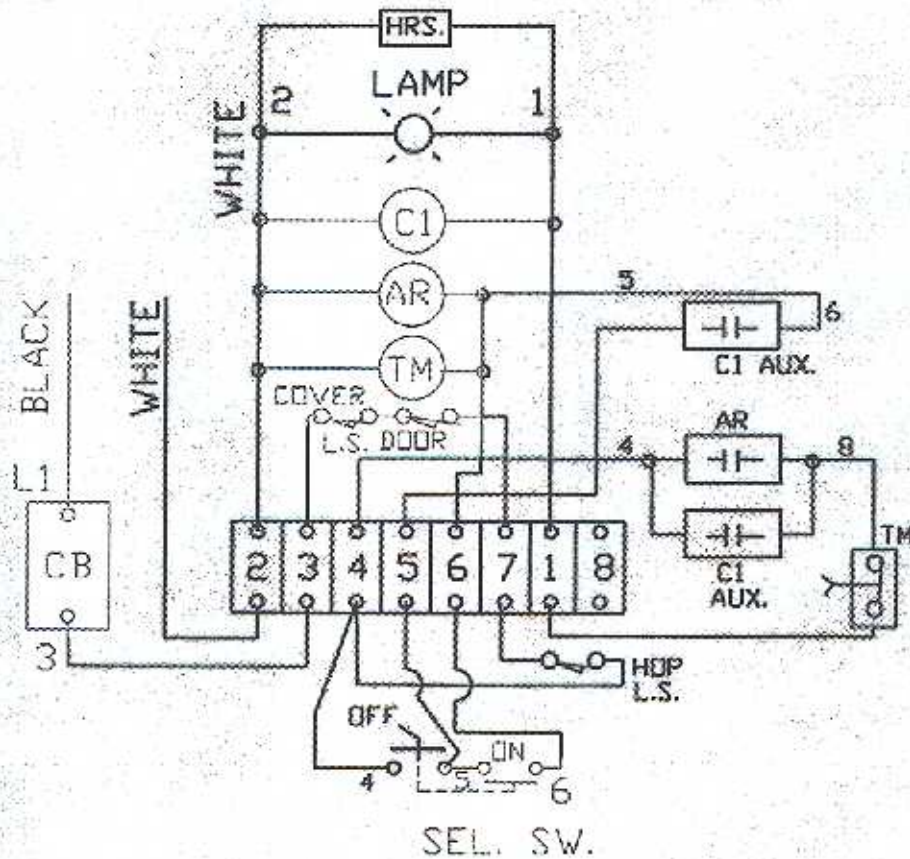 HRS.
LAMP
2
1
WHITE
C1
AR
TM
5
6
C1 AUX.
BLACK
WHITE
COVER
L.S. DOOR
AR
4
8
C1
AUX.
TM
L1
CB
3
2 3 4 5 6 7 1 8
HOP
L.S.
OFF
ON
4
5
6
SEL. SW.